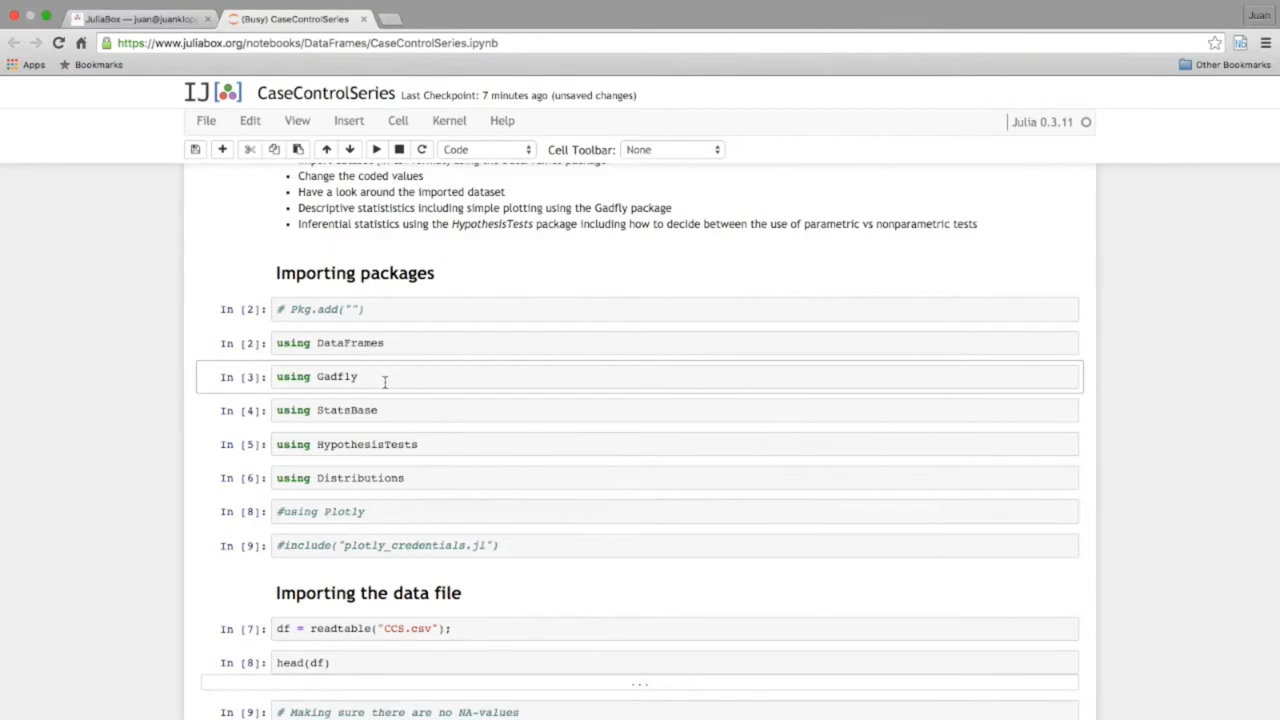 JuliaBox — juan@juanklop
(Busy) CaseControlSeries
Juan
https://www.juliabox.org/notebooks/DataFrames/CaseControlSeries.ipynb
Apps Bookmarks Other Bookmarks
IJ[ ] CaseControlSeries Last Checkpoint: 7 minutes ago (unsaved changes)
File Edit View Insert Cell Kernel Help Julia 0.3.11
Code Cell Toolbar: None
• Change the coded values
• Have a look around the imported dataset
• Descriptive statististics including simple plotting using the Gadfly package
• Inferential statistics using the HypothesisTests package including how to decide between the use of parametric vs nonparametric tests
Importing packages
In [2]: # Pkg.add("")
In [2]: using DataFrames
In [3]: using Gadfly
In [4]: using StatsBase
In [5]: using HypothesisTests
In [6]: using Distributions
In [8]: #using Plotly
In [9]: #include("plotly_credentials.jl")
Importing the data file
In [7]: df = readtable("CCS.csv");
In [8]: head(df)
...
In [9]: # Making sure there are no NA-values